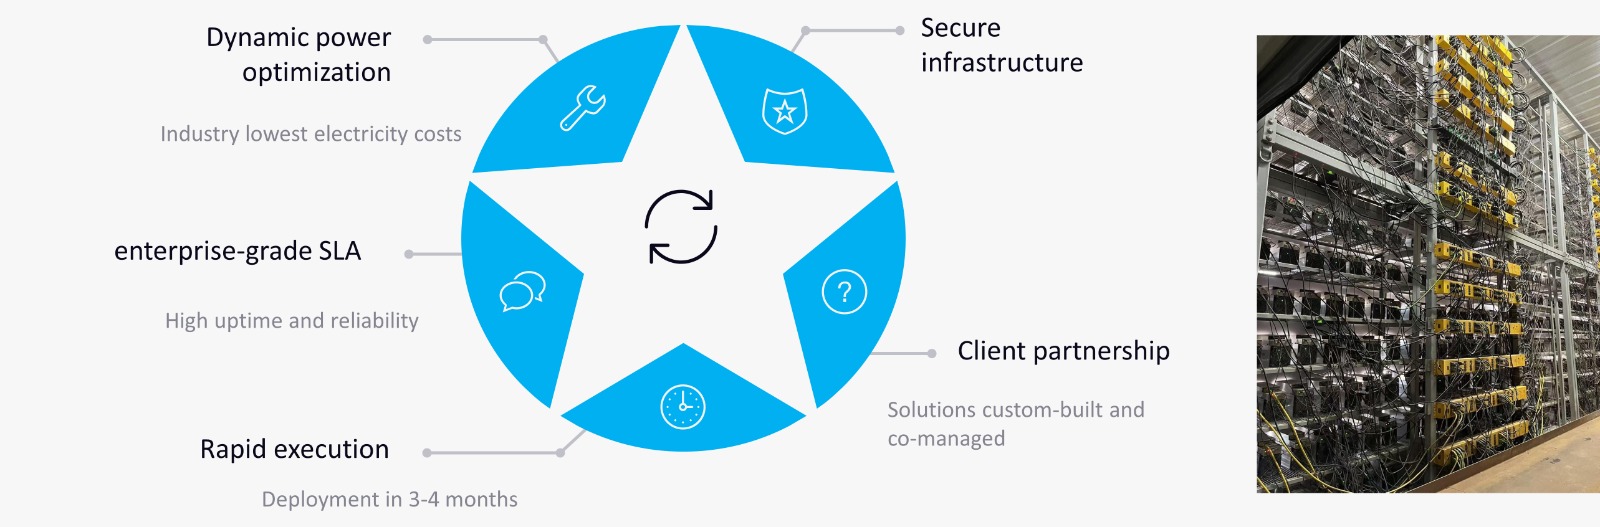 Dynamic power
optimization
Industry lowest electricity costs
Secure
infrastructure
enterprise-grade SLA
High uptime and reliability
?
Client partnership
Solutions custom-built and
co-managed
Rapid execution
Deployment in 3-4 months